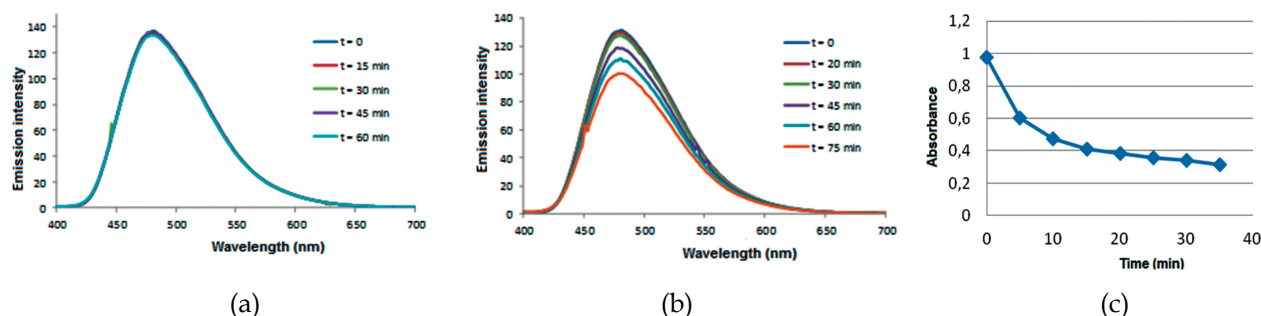 140
120
100
80
60
40
20
0
Emission intensity
400 450 500 550 600 650 700
Wavelength (nm)
t = 0
t = 15 min
t = 30 min
t = 45 min
t = 60 min
(a)
140
120
100
80
60
40
20
0
Emission intensity
400 450 500 550 600 650 700
Wavelength (nm)
t = 0
t = 20 min
t = 30 min
t = 45 min
t = 60 min
t = 75 min
(b)
1,2
1
0,8
0,6
0,4
0,2
0
Absorbance
0 10 20 30 40
Time (min)
(c)